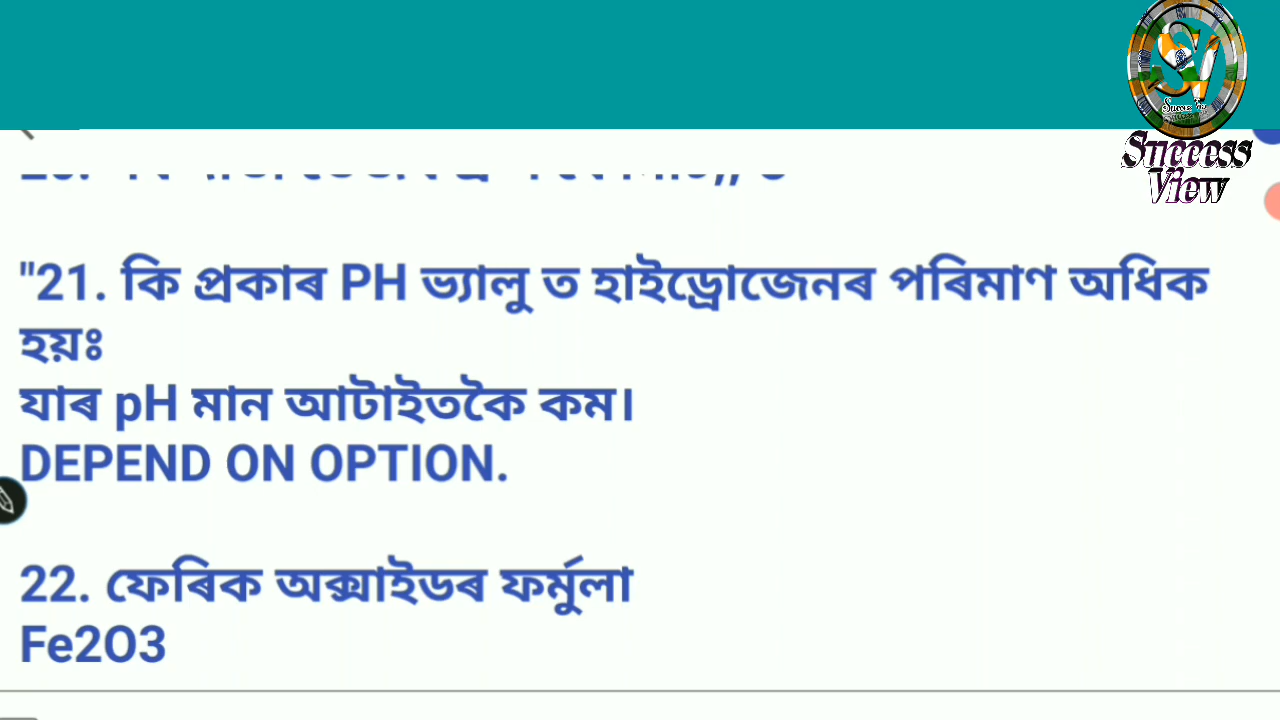 Success
View
"21. কি প্ৰকাৰ PH ভ্যালু ত হাইড্ৰোজেনৰ পৰিমাণ অধিক
হয়ঃ
যাৰ pH মান আটাইতকৈ কম।
DEPEND ON OPTION.
22. ফেৰিক অক্সাইডৰ ফৰ্মুলা
Fe2O3